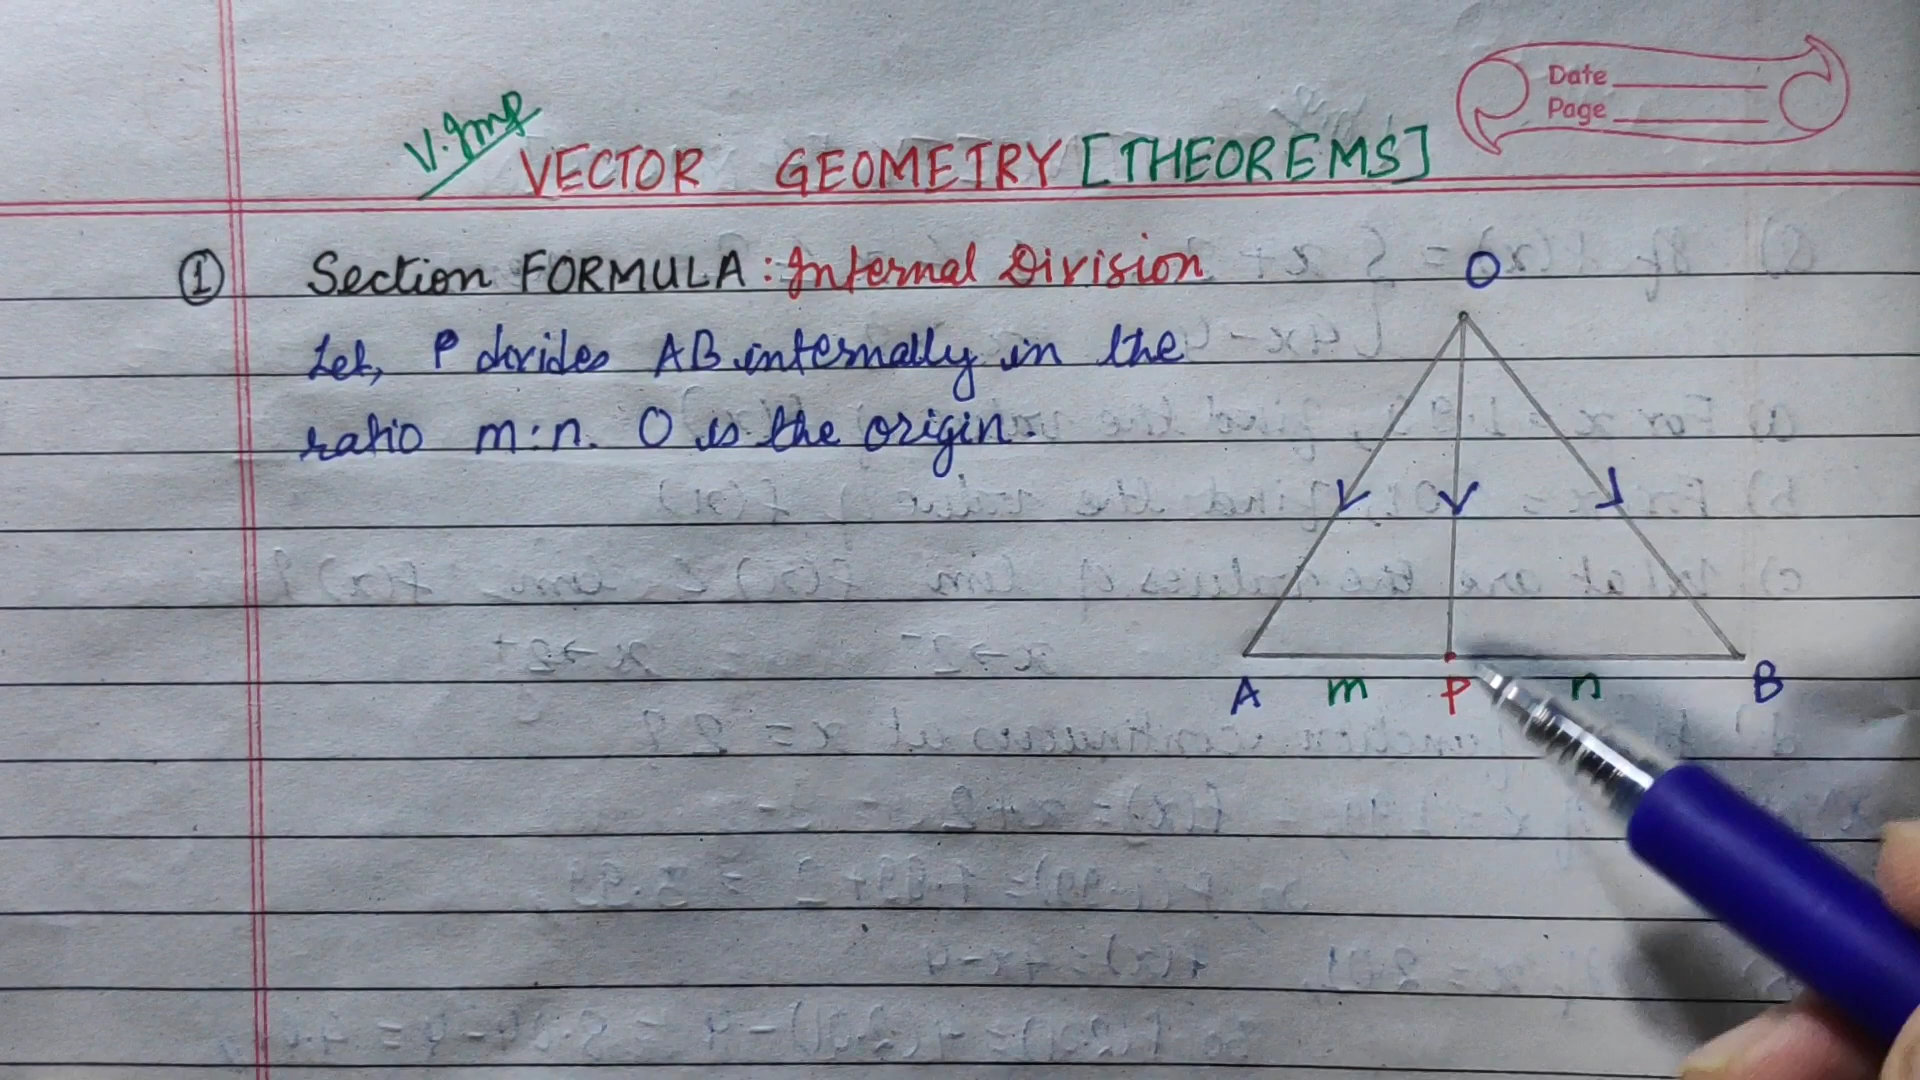 Date
Page
V.Imp
VECTOR GEOMETRY [THEOREMS]
① Section FORMULA: Internal Division
Let, P divides AB internally in the
ratio m:n. O is the origin.
O
A m P n B